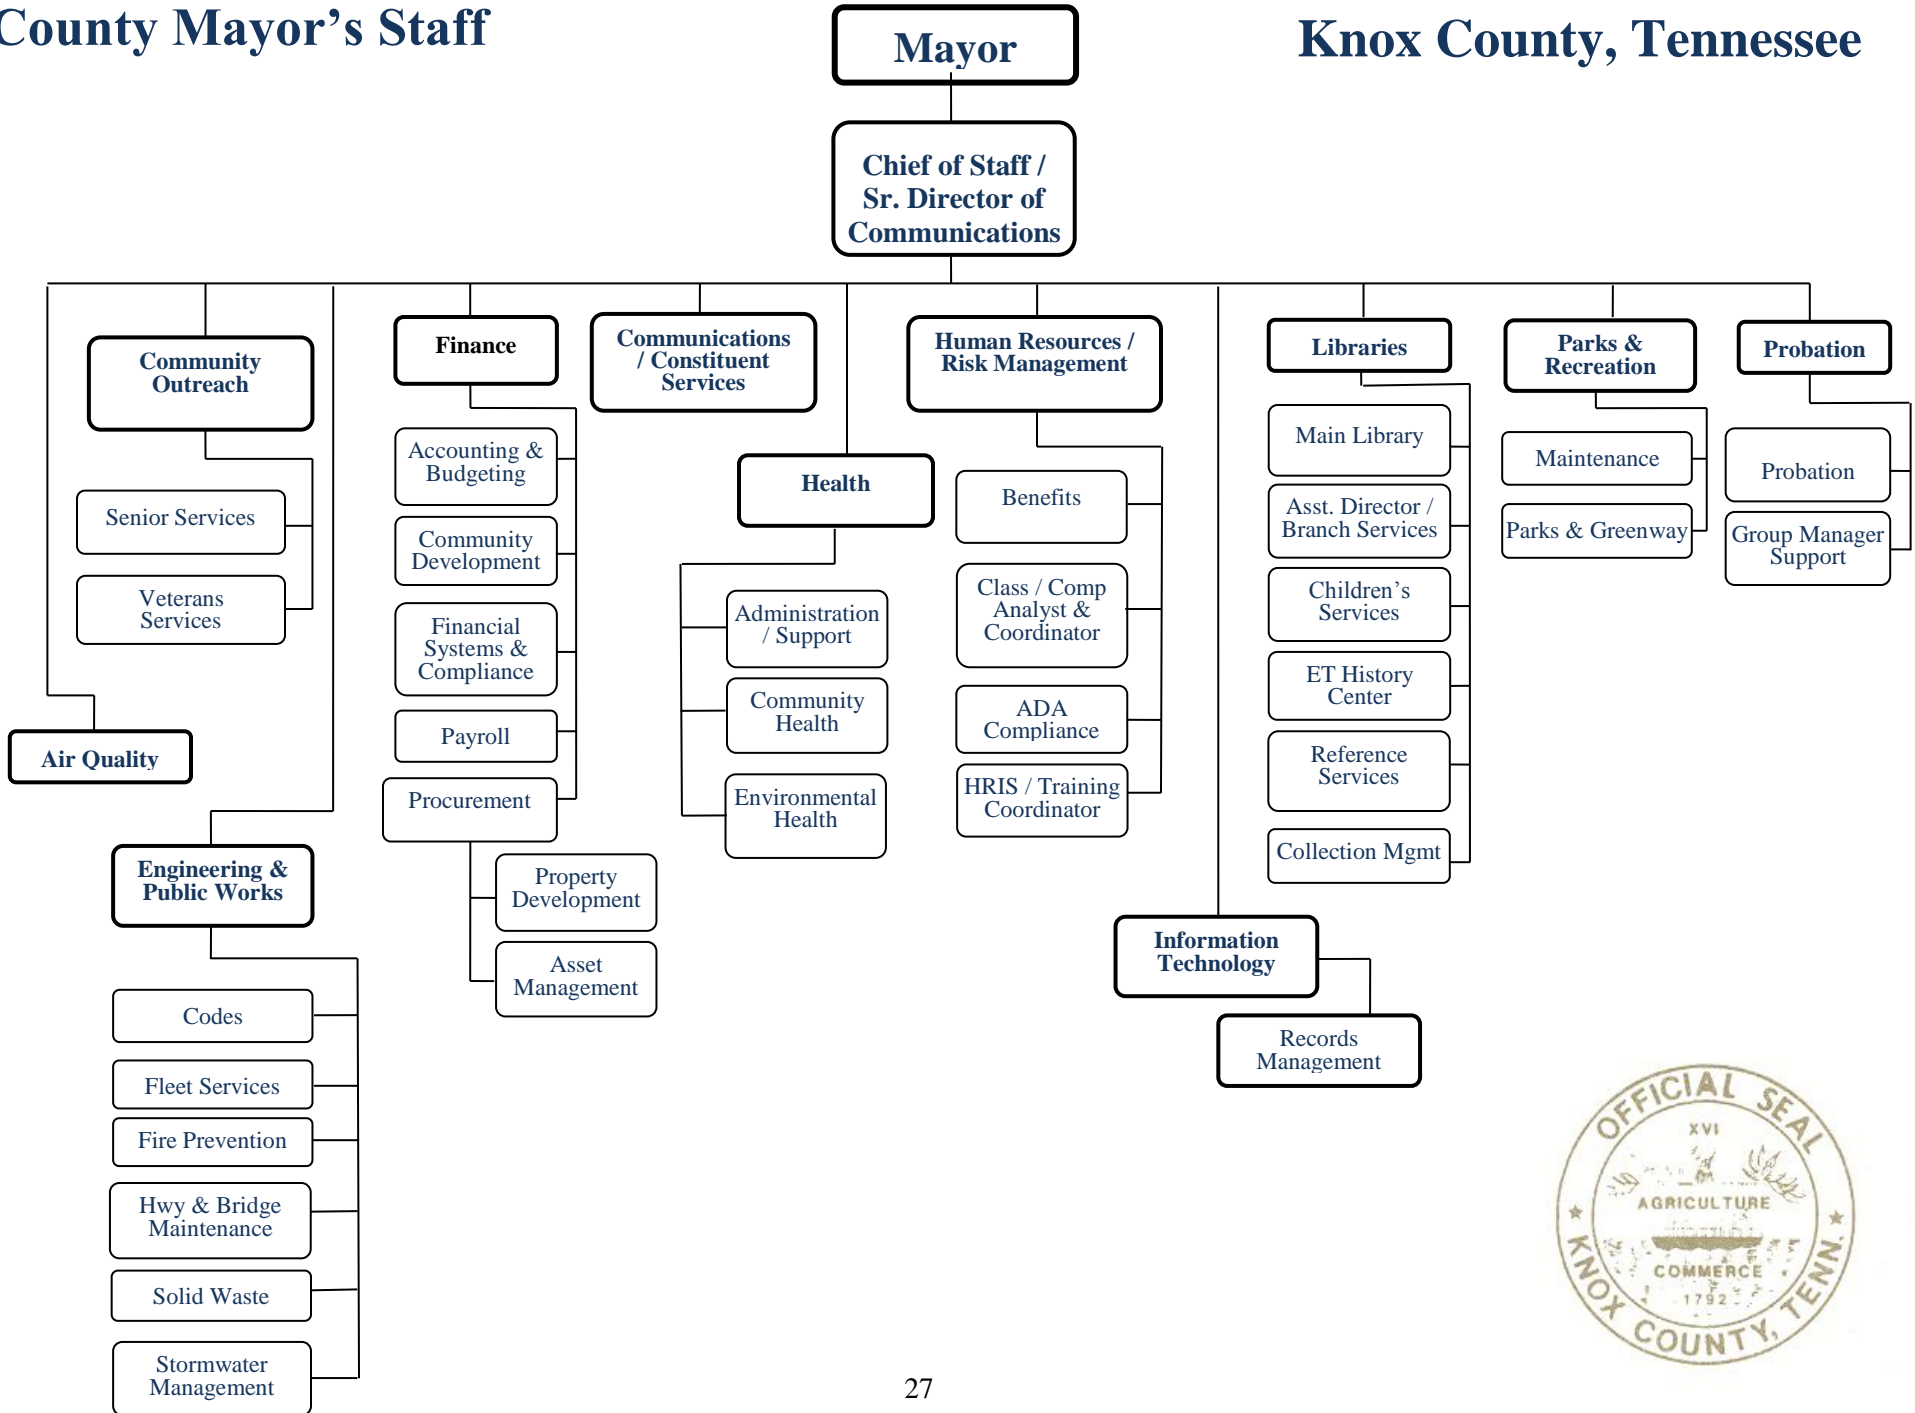 County Mayor’s Staff
Knox County, Tennessee
Mayor
Chief of Staff /
Sr. Director of
Communications
Community
Outreach
Senior Services
Veterans
Services
Air Quality
Engineering &
Public Works
Codes
Fleet Services
Fire Prevention
Hwy & Bridge
Maintenance
Solid Waste
Stormwater
Management
Finance
Accounting &
Budgeting
Community
Development
Financial
Systems &
Compliance
Payroll
Procurement
Property
Development
Asset
Management
Communications
/ Constituent
Services
Health
Administration
/ Support
Community
Health
Environmental
Health
Human Resources /
Risk Management
Benefits
Class / Comp
Analyst &
Coordinator
ADA
Compliance
HRIS / Training
Coordinator
Information
Technology
Records
Management
Libraries
Main Library
Asst. Director /
Branch Services
Children’s
Services
ET History
Center
Reference
Services
Collection Mgmt
Parks &
Recreation
Maintenance
Parks & Greenway
Probation
Probation
Group Manager
Support
OFFICIAL SEAL
XVI
AGRICULTURE
COMMERCE
1792
KNOX COUNTY, TENN.
27